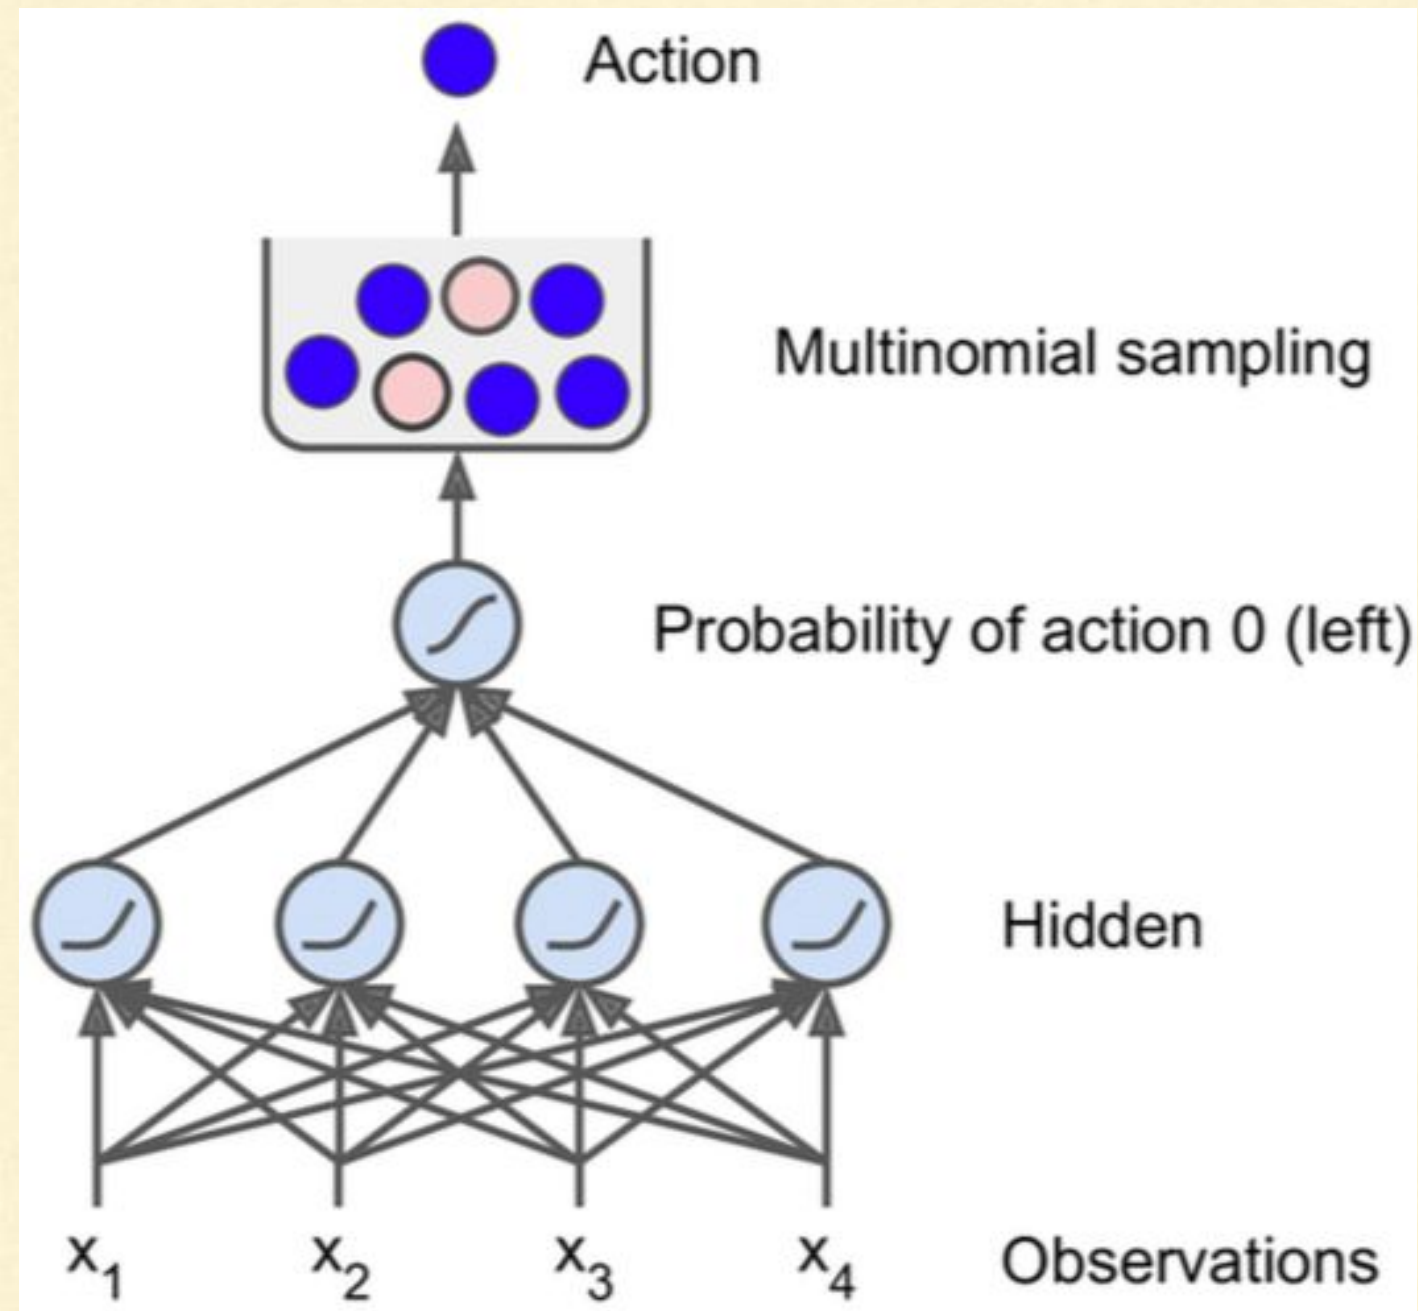 Action
Multinomial sampling
Probability of action 0 (left)
Hidden
x1 x2 x3 x4 Observations